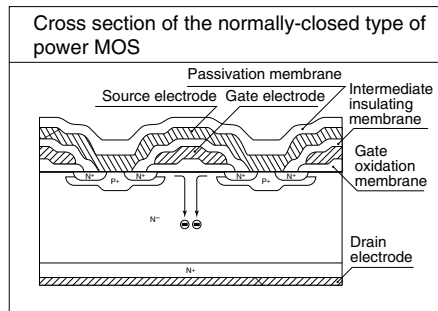 Cross section of the normally-closed type of
power MOS
Passivation membrane
Source electrode
Gate electrode
Intermediate
insulating
membrane
Gate
oxidation
membrane
N+
P+
N+
N+
P+
N+
N−
N+
Drain
electrode